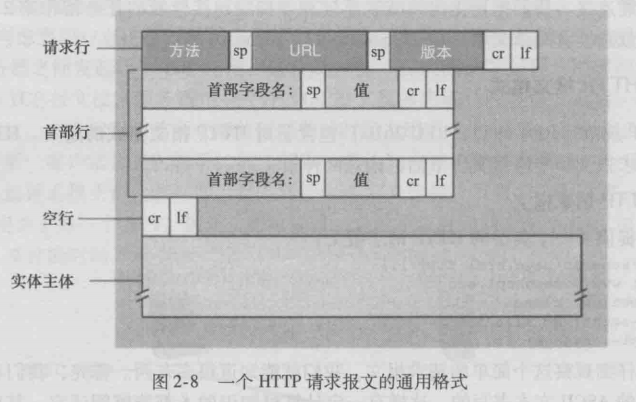 请求行 方法 sp URL sp 版本 cr lf
首部字段名： sp 值 cr lf
首部行
首部字段名： sp 值 cr lf
空行 cr lf
实体主体
图 2-8 一个 HTTP 请求报文的通用格式